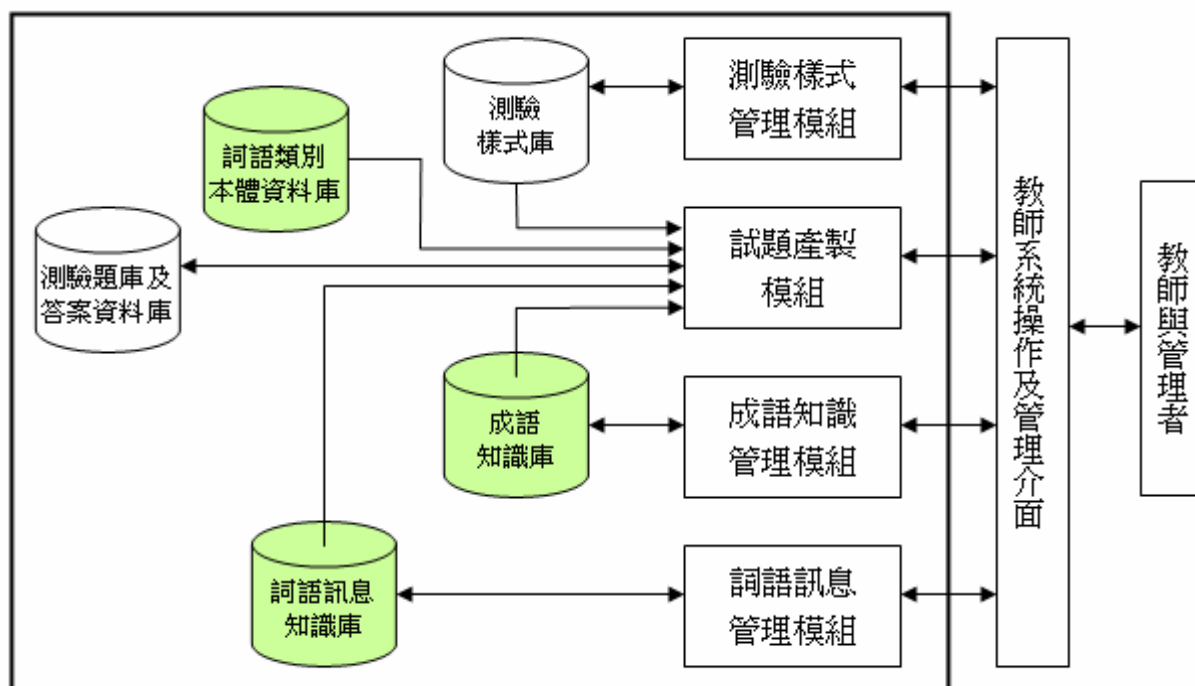 測驗
樣式庫
測驗樣式
管理模組
詞語類別
本體資料庫
測驗題庫及
答案資料庫
試題產製
模組
成語
知識庫
成語知識
管理模組
詞語訊息
知識庫
詞語訊息
管理模組
教師系統操作及管理介面
教師與管理者